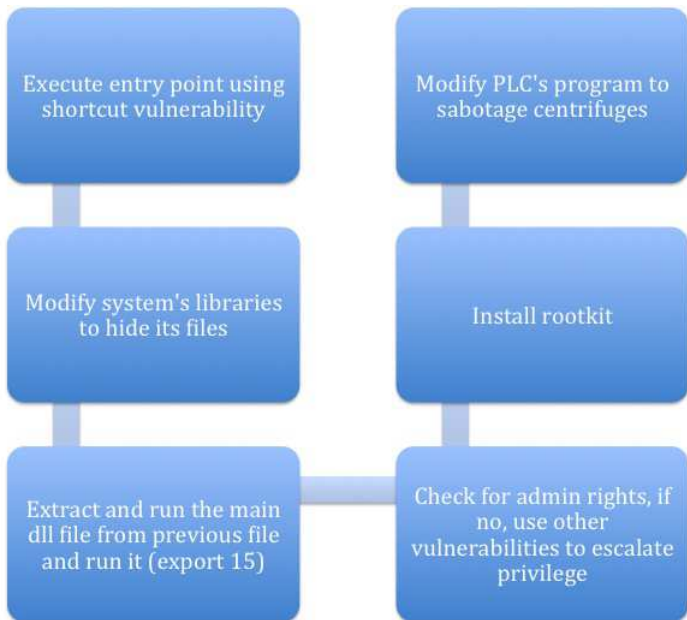 Execute entry point using
shortcut vulnerability
Modify system's libraries
to hide its files
Extract and run the main
dll file from previous file
and run it (export 15)
Check for admin rights, if
no, use other
vulnerabilities to escalate
privilege
Install rootkit
Modify PLC's program to
sabotage centrifuges